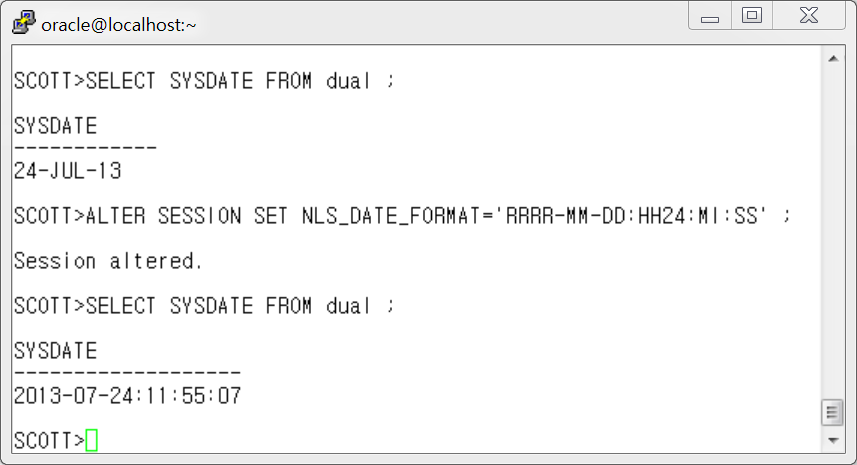 oracle@localhost:~
SCOTT>SELECT SYSDATE FROM dual ;
SYSDATE
------------
24-JUL-13
SCOTT>ALTER SESSION SET NLS_DATE_FORMAT='RRRR-MM-DD:HH24:MI:SS' ;
Session altered.
SCOTT>SELECT SYSDATE FROM dual ;
SYSDATE
-------------------
2013-07-24:11:55:07
SCOTT>